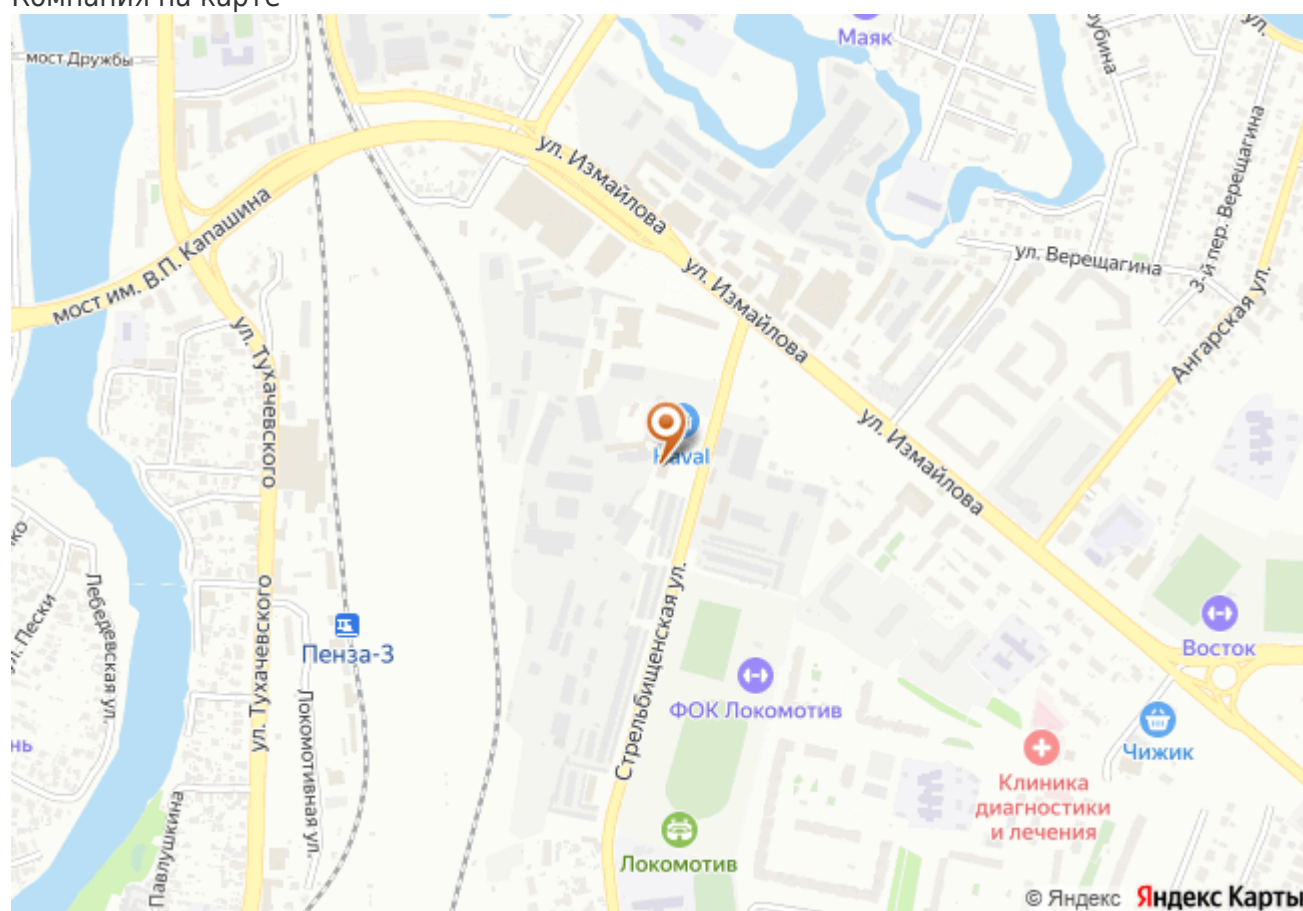 Компания на карте
мост Дружбы
Маяк
ул.
ул. Измайлова
3-й пер. Верещагина
мост им. В.П. Капашина
ул. Верещагина
ул. Измайлова
Ангарская ул.
ул. Тухачевского
Haval
ул. Измайлова
Лебедевская ул.
ул. Тухачевского
Пенза-3
Стрельбищенская ул.
Восток
ФОК Локомотив
Локомотивная ул.
Чижик
Клиника
диагностики
и лечения
Павлушкина
Локомотив
© Яндекс Яндекс Карты